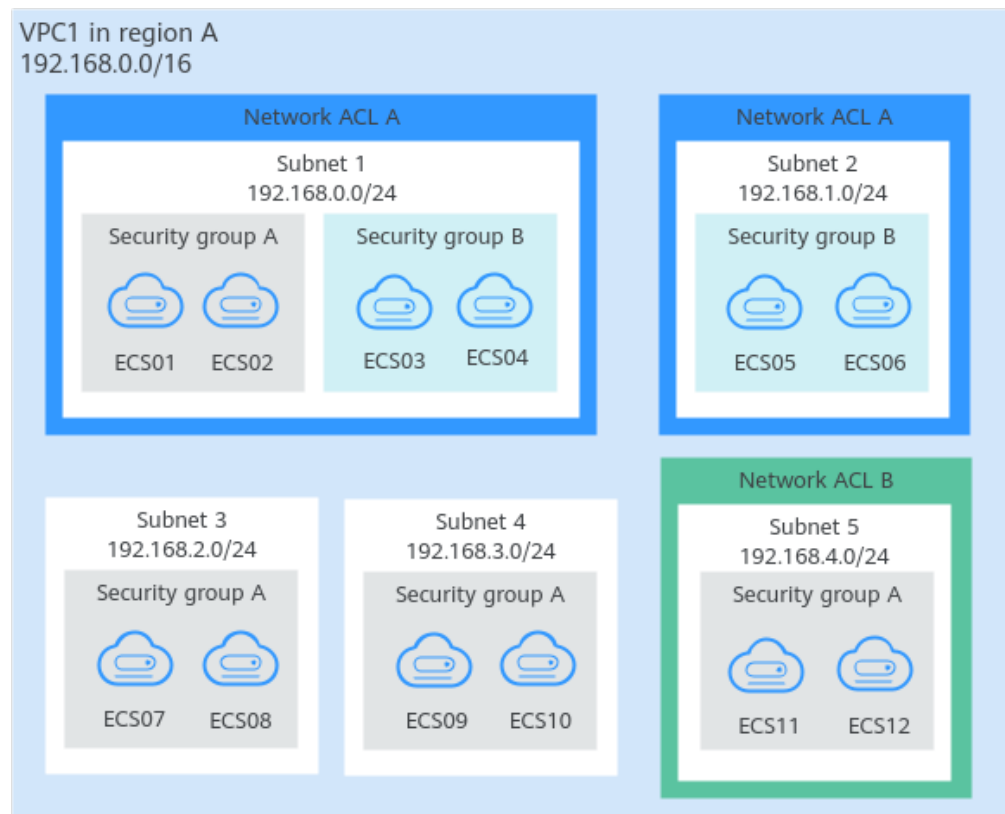 VPC1 in region A
192.168.0.0/16
Network ACL A
Subnet 1
192.168.0.0/24
Security group A
ECS01
ECS02
Security group B
ECS03
ECS04
Network ACL A
Subnet 2
192.168.1.0/24
Security group B
ECS05
ECS06
Subnet 3
192.168.2.0/24
Security group A
ECS07
ECS08
Subnet 4
192.168.3.0/24
Security group A
ECS09
ECS10
Network ACL B
Subnet 5
192.168.4.0/24
Security group A
ECS11
ECS12